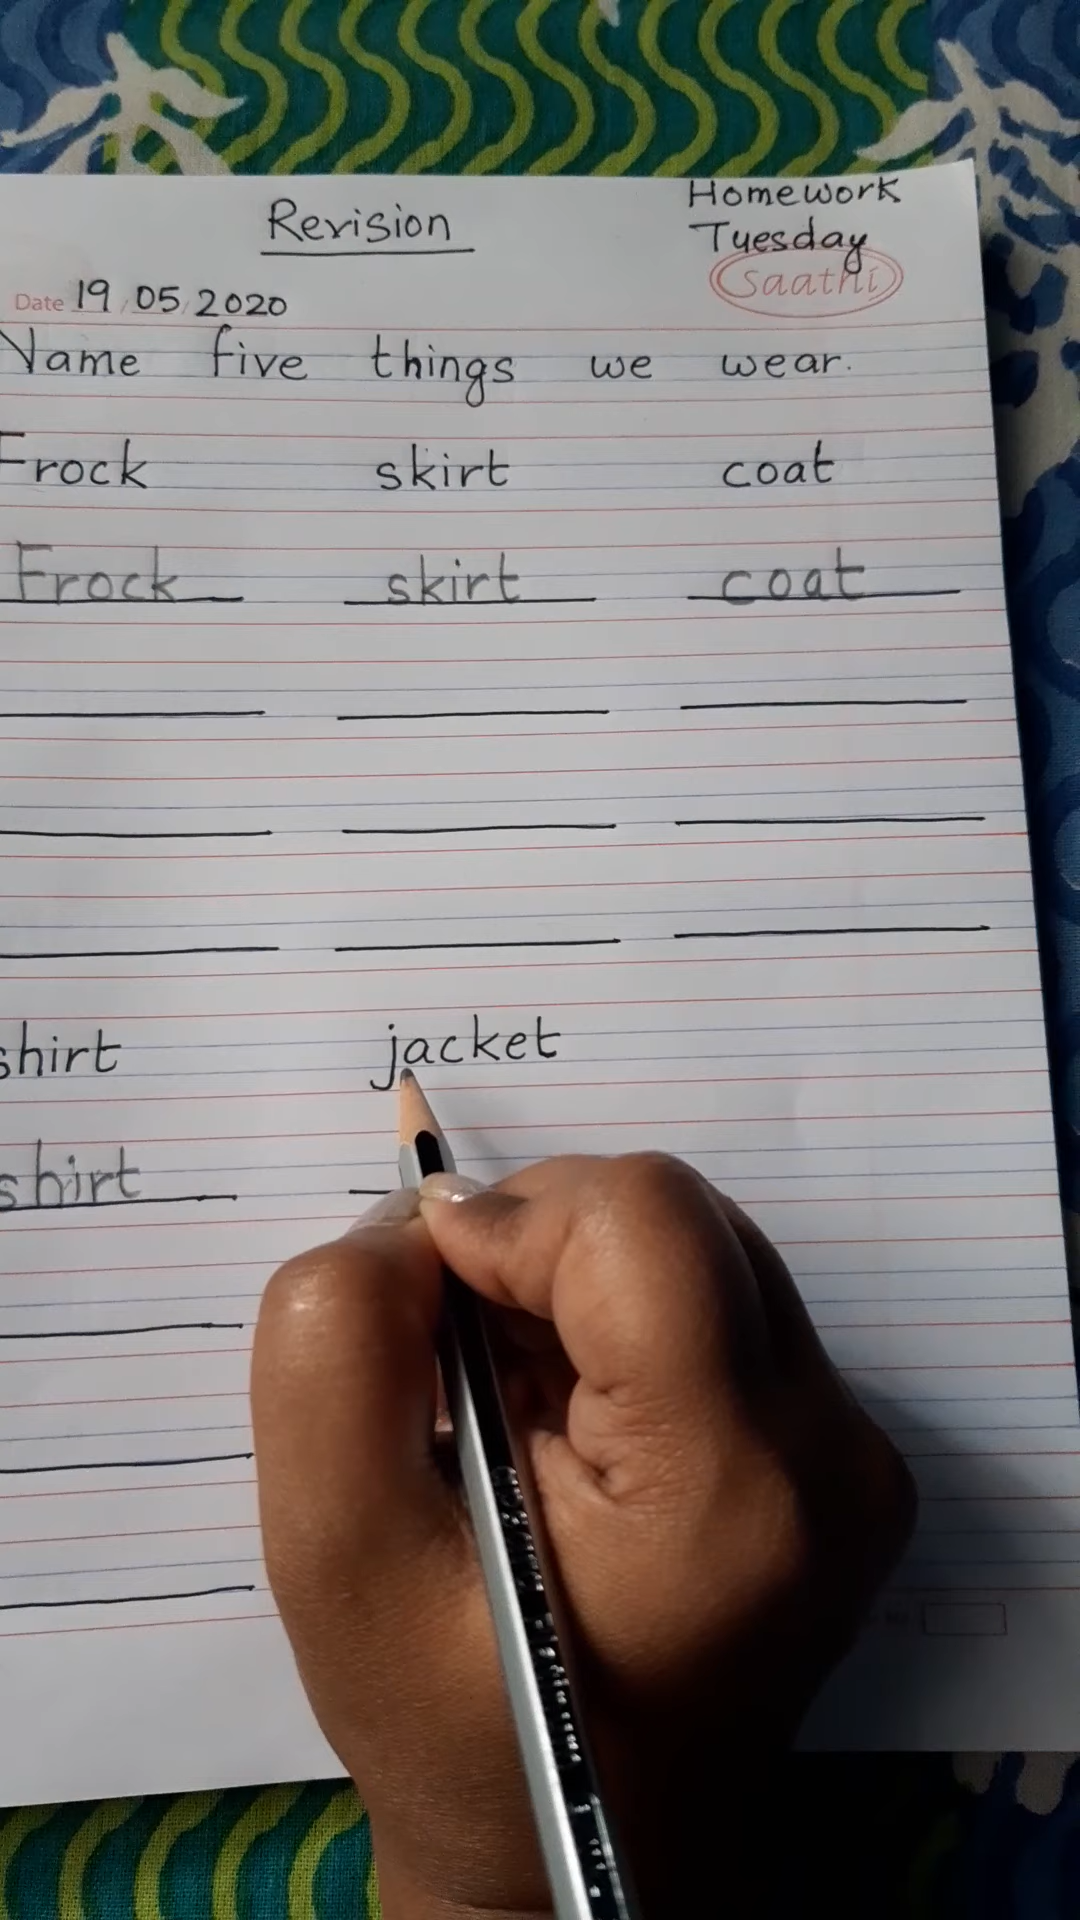 Homework
Revision
Tuesday
saathi
Date 19/05/2020
Name five things we wear.
Frock skirt coat
Frock skirt coat
shirt jacket
shirt